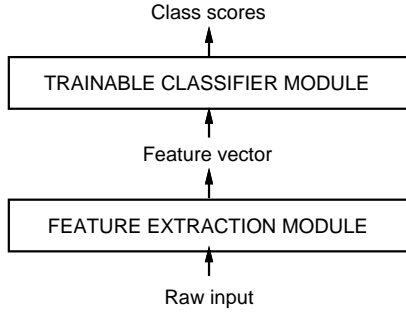 Class scores
TRAINABLE CLASSIFIER MODULE
Feature vector
FEATURE EXTRACTION MODULE
Raw input